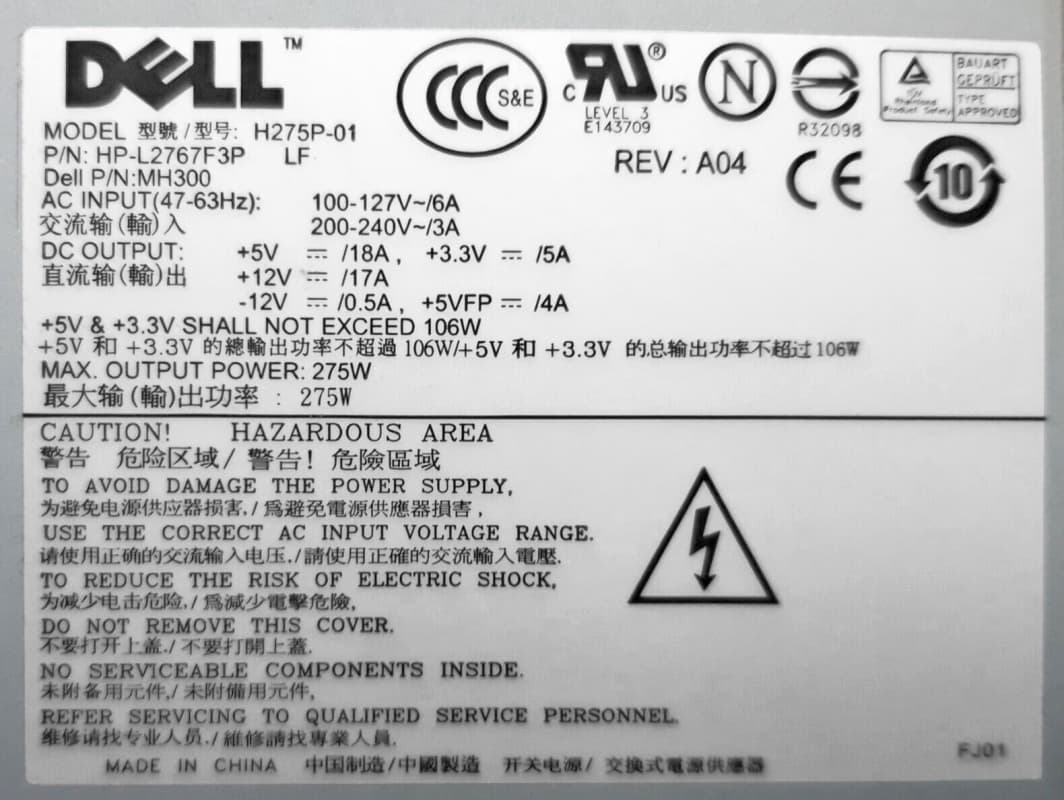 DELL™
CCC S&E
C RU® US
LEVEL 3
E143709
N
R32098
TÜV
Rheinland
Product Safety
BAUART
GEPRÜFT
TYPE
APPROVED
MODEL 型號/型号: H275P-01
P/N: HP-L2767F3P LF
REV : A04
CE
10
Dell P/N:MH300
AC INPUT(47-63Hz): 100-127V~/6A
交流输(輸)入 200-240V~/3A
DC OUTPUT: +5V ⎓ /18A , +3.3V ⎓ /5A
直流输(輸)出 +12V ⎓ /17A
-12V ⎓ /0.5A , +5VFP ⎓ /4A
+5V & +3.3V SHALL NOT EXCEED 106W
+5V 和 +3.3V 的總輸出功率不超過 106W/+5V 和 +3.3V 的总输出功率不超过106W
MAX. OUTPUT POWER: 275W
最大输(輸)出功率 : 275W
CAUTION! HAZARDOUS AREA
警告 危险区域/ 警告! 危險區域
TO AVOID DAMAGE THE POWER SUPPLY,
为避免电源供应器损害,/ 爲避免電源供應器損害,
USE THE CORRECT AC INPUT VOLTAGE RANGE.
请使用正确的交流输入电压./請使用正確的交流輸入電壓.
TO REDUCE THE RISK OF ELECTRIC SHOCK,
为减少电击危险,/ 爲減少電擊危險,
DO NOT REMOVE THIS COVER.
不要打开上盖./ 不要打開上蓋.
NO SERVICEABLE COMPONENTS INSIDE.
未附备用元件,/ 未附備用元件,
REFER SERVICING TO QUALIFIED SERVICE PERSONNEL.
维修请找专业人员./維修請找專業人員.
MADE IN CHINA 中国制造/中國製造 开关电源/ 交換式電源供應器
FJ01